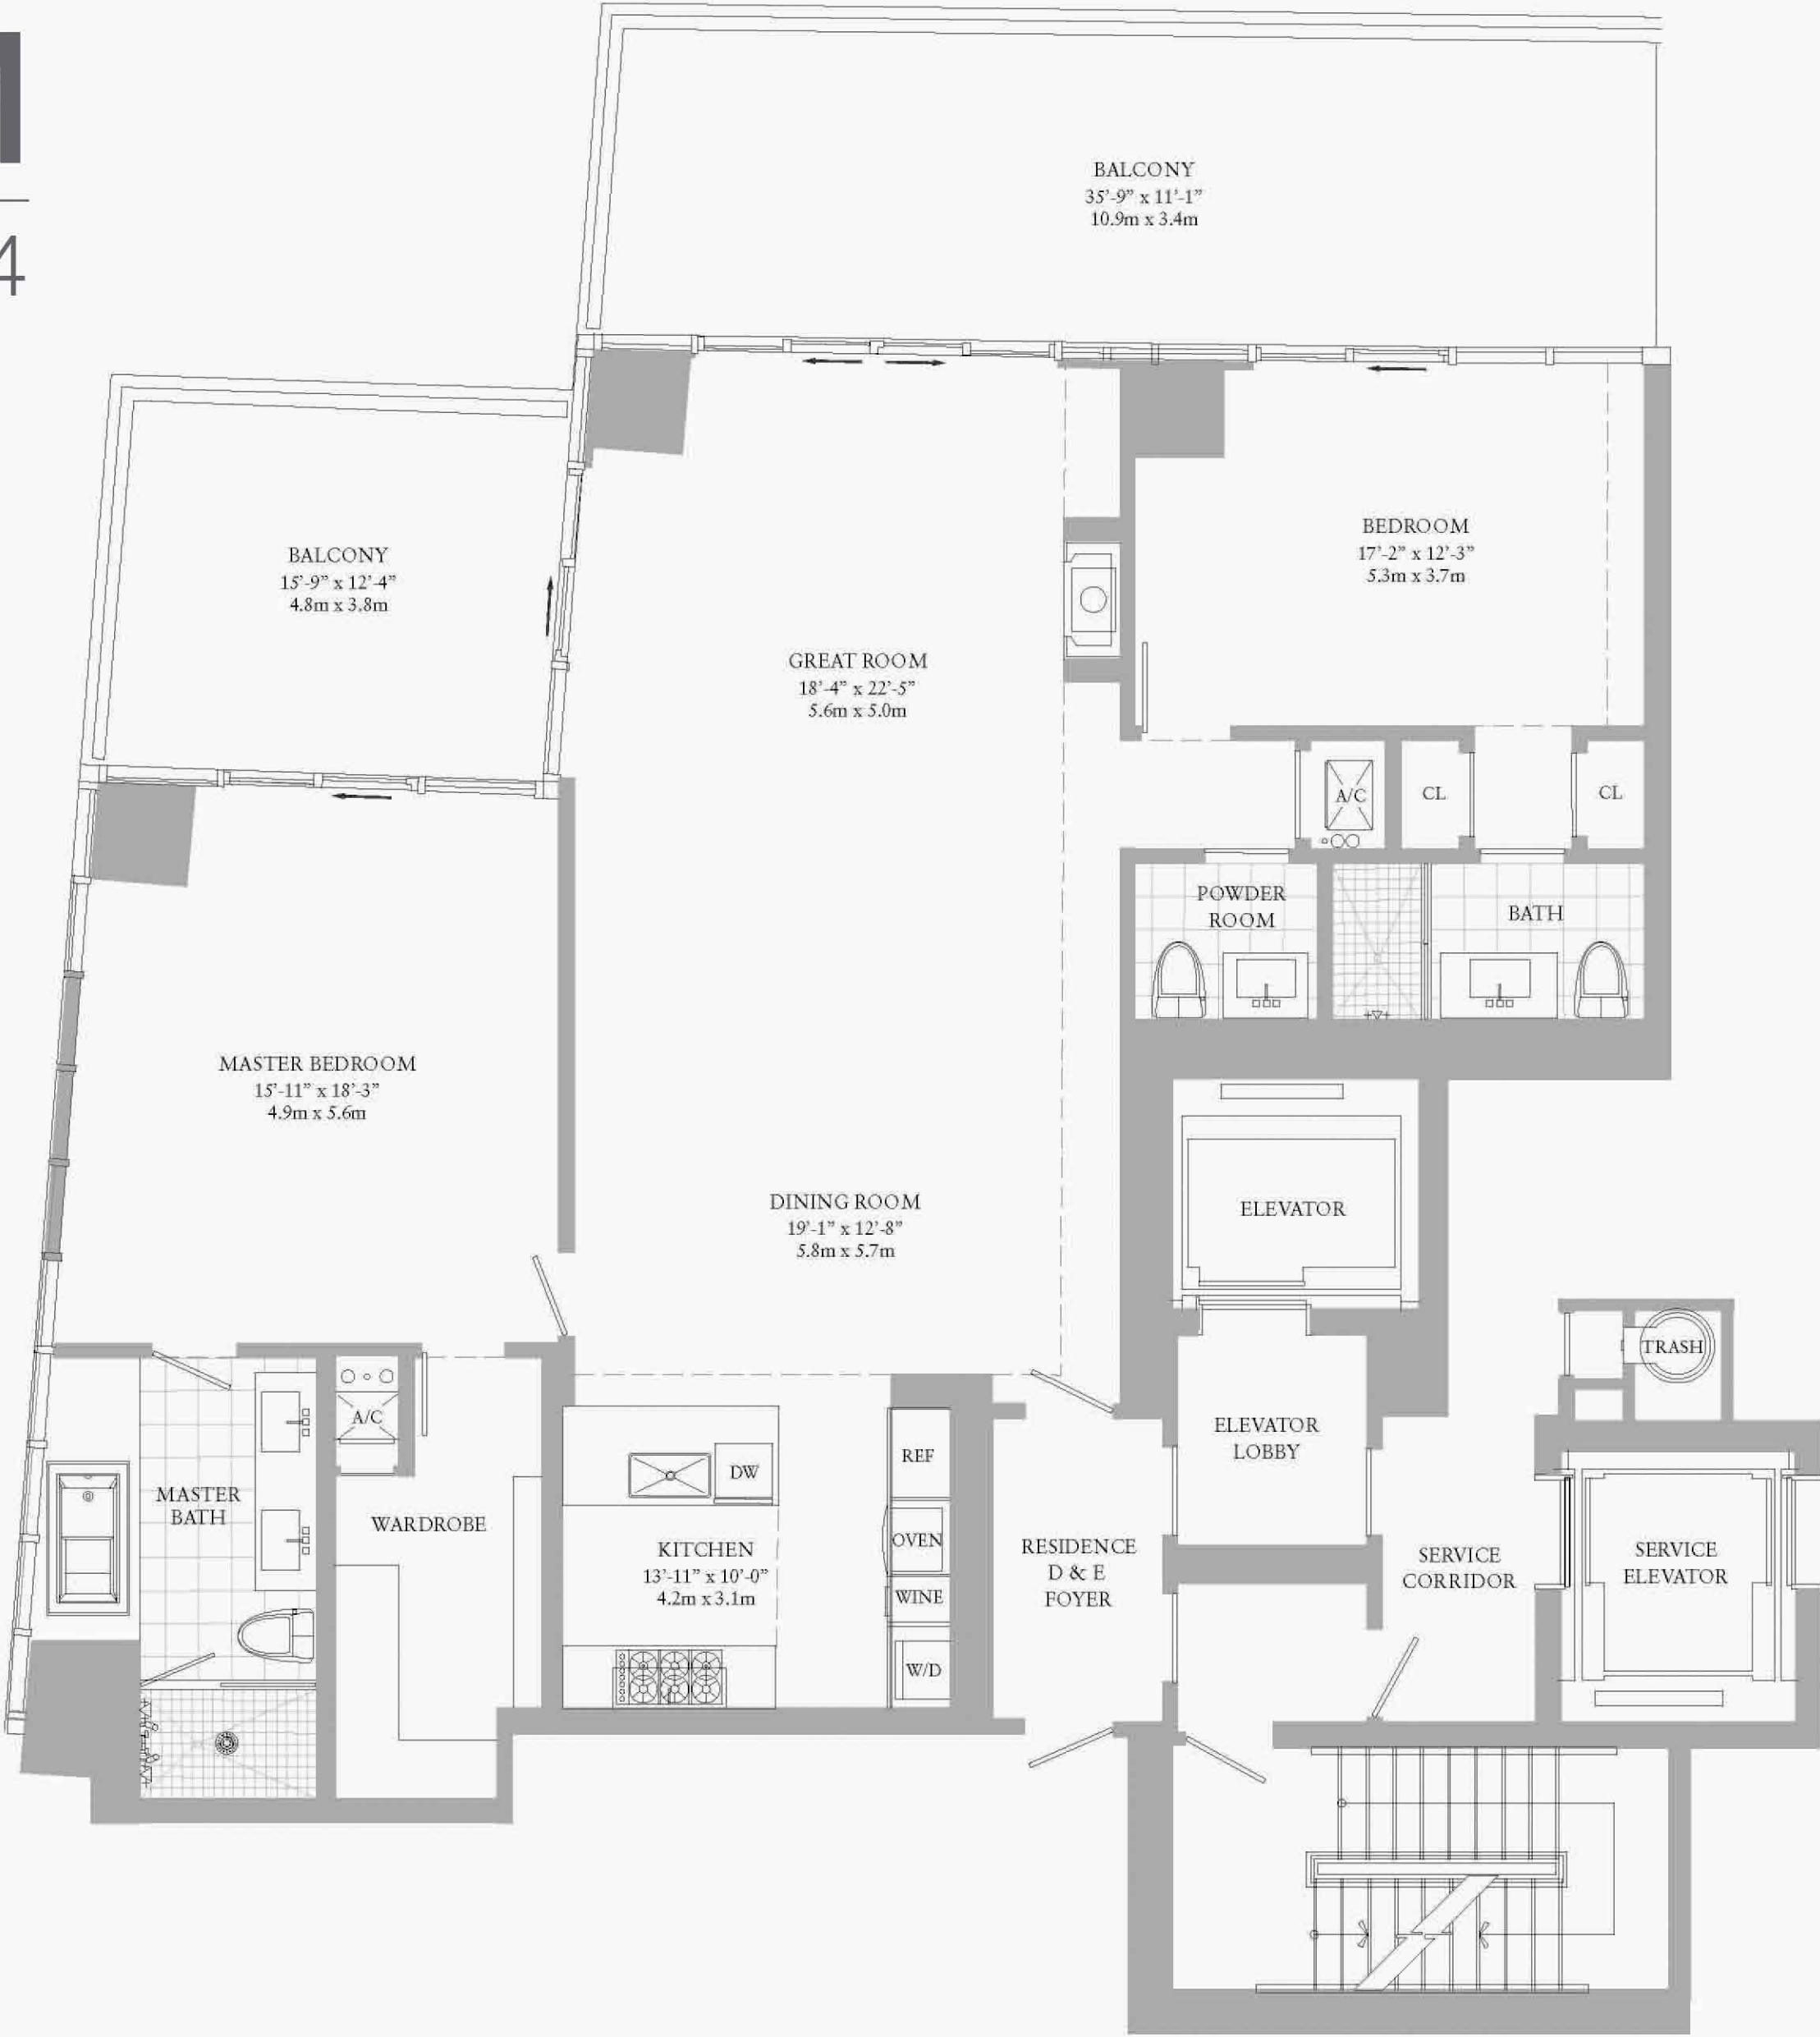 4
BALCONY
35’-9” x 11’-1”
10.9m x 3.4m
BALCONY
15’-9” x 12’-4”
4.8m x 3.8m
BEDROOM
17’-2” x 12’-3”
5.3m x 3.7m
GREAT ROOM
18’-4” x 22’-5”
5.6m x 5.0m
A/C
CL
CL
POWDER
ROOM
BATH
MASTER BEDROOM
15’-11” x 18’-3”
4.9m x 5.6m
DINING ROOM
19’-1” x 12’-8”
5.8m x 5.7m
ELEVATOR
TRASH
A/C
MASTER
BATH
WARDROBE
DW
REF
OVEN
WINE
W/D
KITCHEN
13’-11” x 10’-0”
4.2m x 3.1m
RESIDENCE
D & E
FOYER
ELEVATOR
LOBBY
SERVICE
CORRIDOR
SERVICE
ELEVATOR